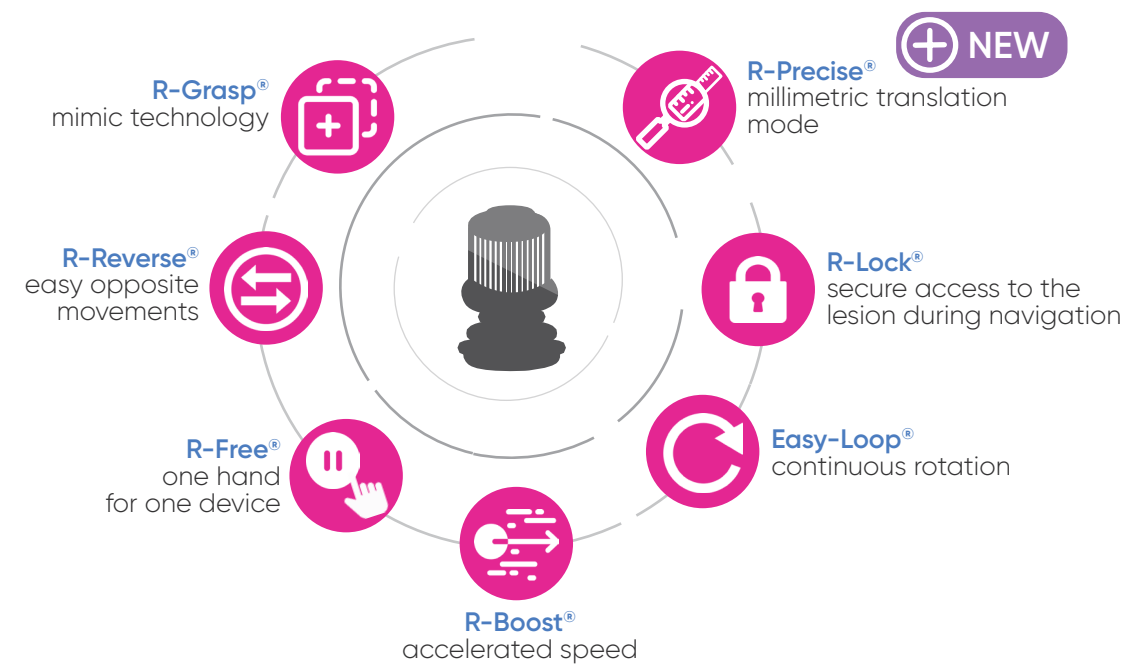 NEW
R-Precise®
millimetric translation
mode
R-Grasp®
mimic technology
R-Reverse®
easy opposite
movements
R-Lock®
secure access to the
lesion during navigation
R-Free®
one hand
for one device
Easy-Loop®
continuous rotation
R-Boost®
accelerated speed